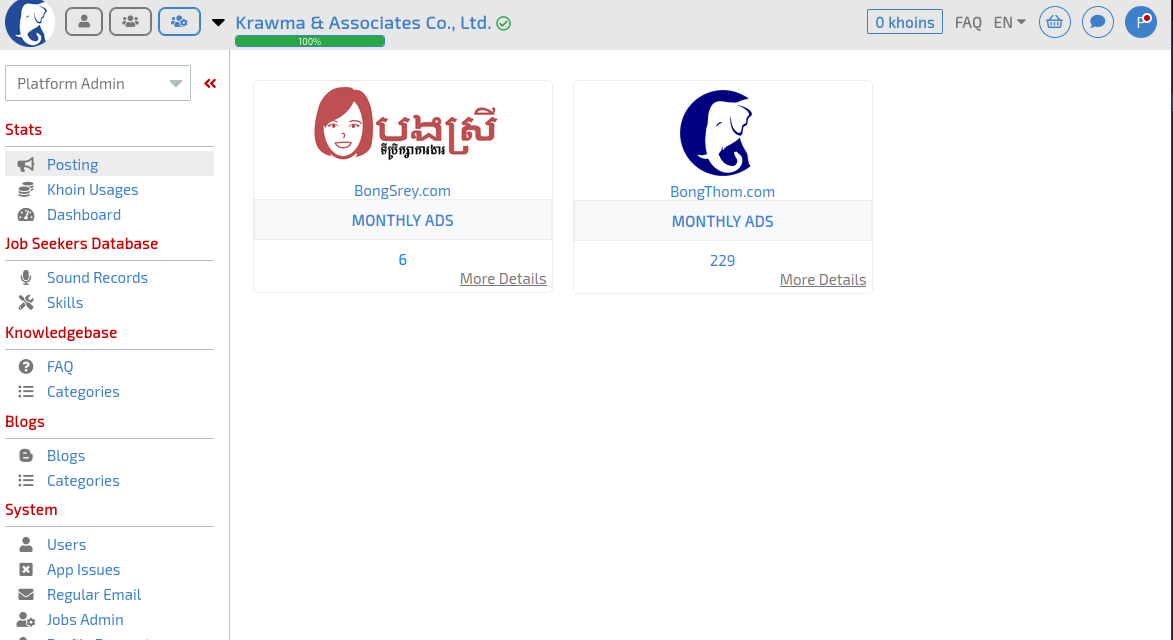 Krawma & Associates Co., Ltd.
100%
0 khoins
FAQ
EN
P
Platform Admin
Stats
Posting
Khoin Usages
Dashboard
Job Seekers Database
Sound Records
Skills
Knowledgebase
FAQ
Categories
Blogs
Blogs
Categories
System
Users
App Issues
Regular Email
Jobs Admin
បងស្រី
ទីប្រឹក្សាការងារ
BongSrey.com
MONTHLY ADS
6
More Details
BongThom.com
MONTHLY ADS
229
More Details